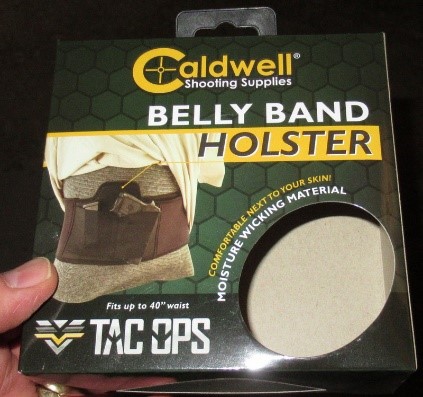 Caldwell®
Shooting Supplies
BELLY BAND
HOLSTER
COMFORTABLE NEXT TO YOUR SKIN!
MOISTURE WICKING MATERIAL
Fits up to 40" waist
TAC OPS